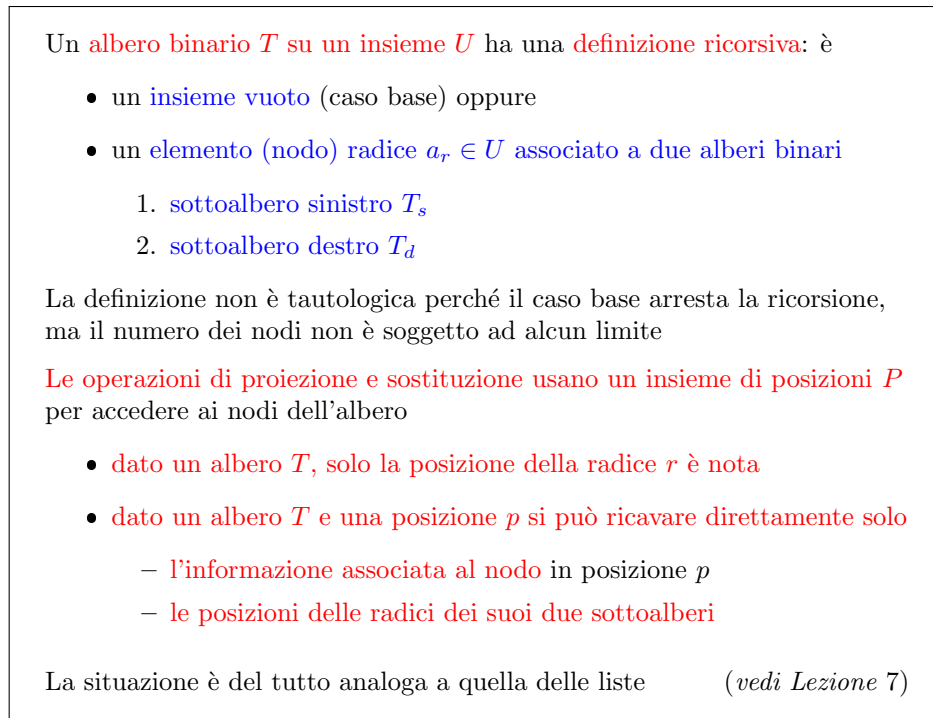 Un albero binario T su un insieme U ha una definizione ricorsiva: è
• un insieme vuoto (caso base) oppure
• un elemento (nodo) radice a_r ∈ U associato a due alberi binari
1. sottoalbero sinistro T_s
2. sottoalbero destro T_d
La definizione non è tautologica perché il caso base arresta la ricorsione,
ma il numero dei nodi non è soggetto ad alcun limite
Le operazioni di proiezione e sostituzione usano un insieme di posizioni P
per accedere ai nodi dell'albero
• dato un albero T, solo la posizione della radice r è nota
• dato un albero T e una posizione p si può ricavare direttamente solo
– l'informazione associata al nodo in posizione p
– le posizioni delle radici dei suoi due sottoalberi
La situazione è del tutto analoga a quella delle liste (vedi Lezione 7)